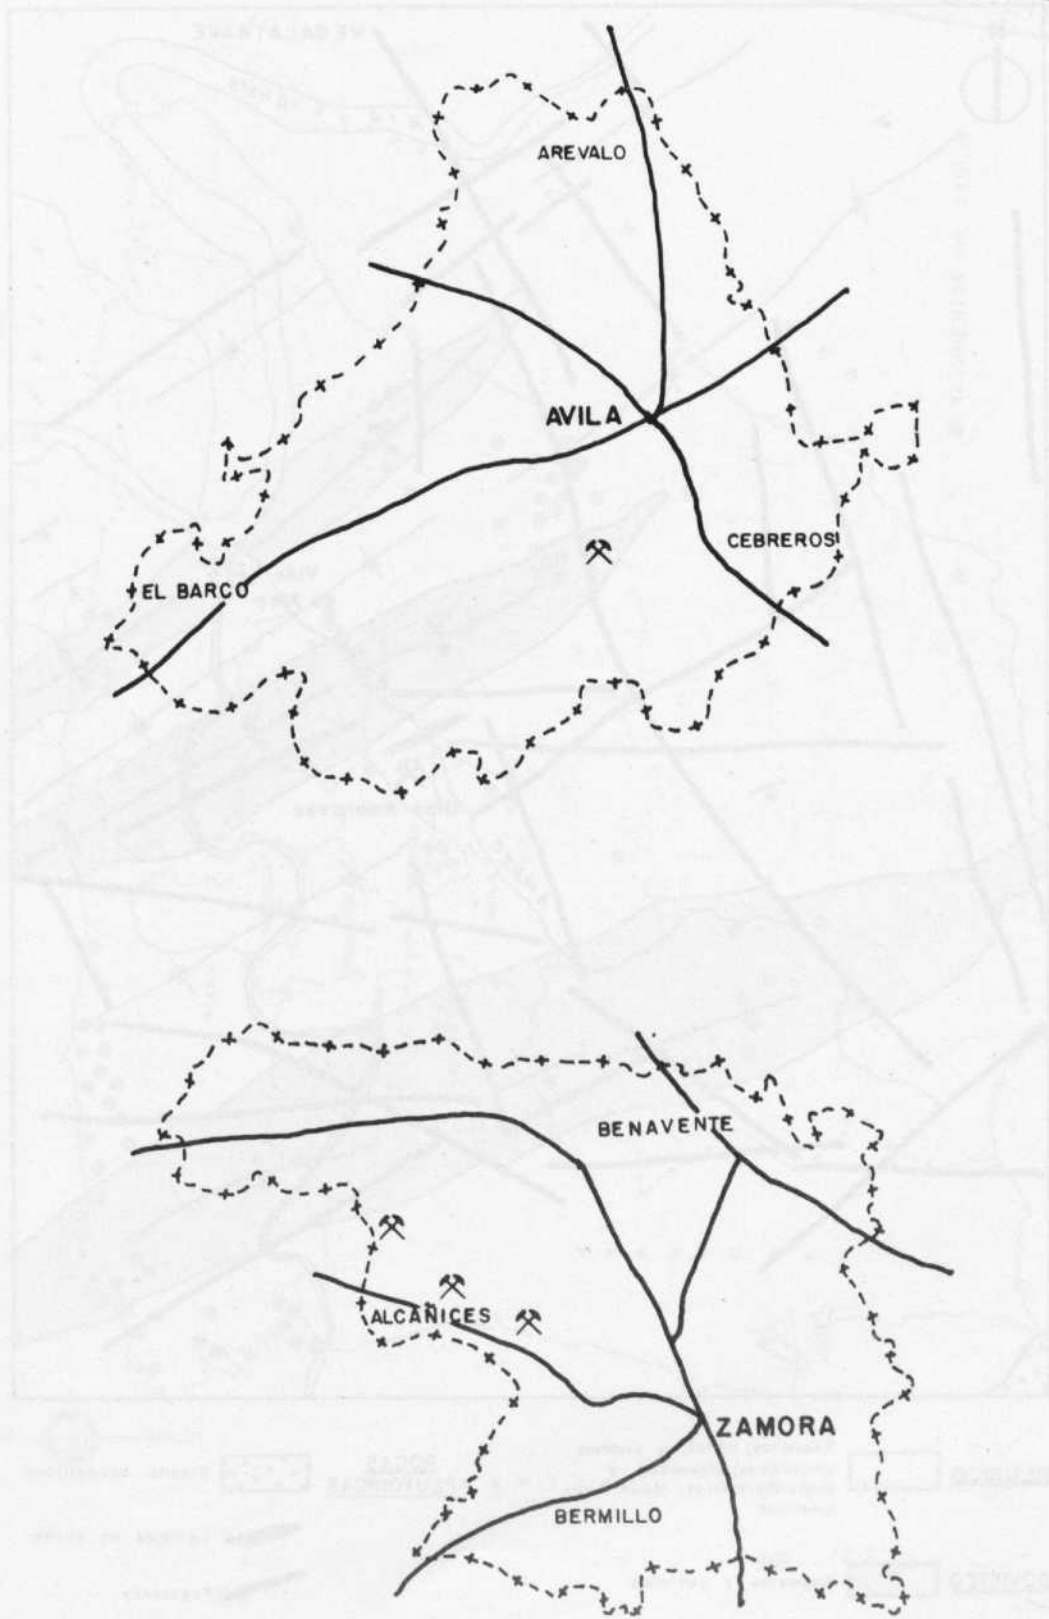 AREVALO
AVILA
CEBREROS
EL BARCO
BENAVENTE
ALCAÑICES
ZAMORA
BERMILLO